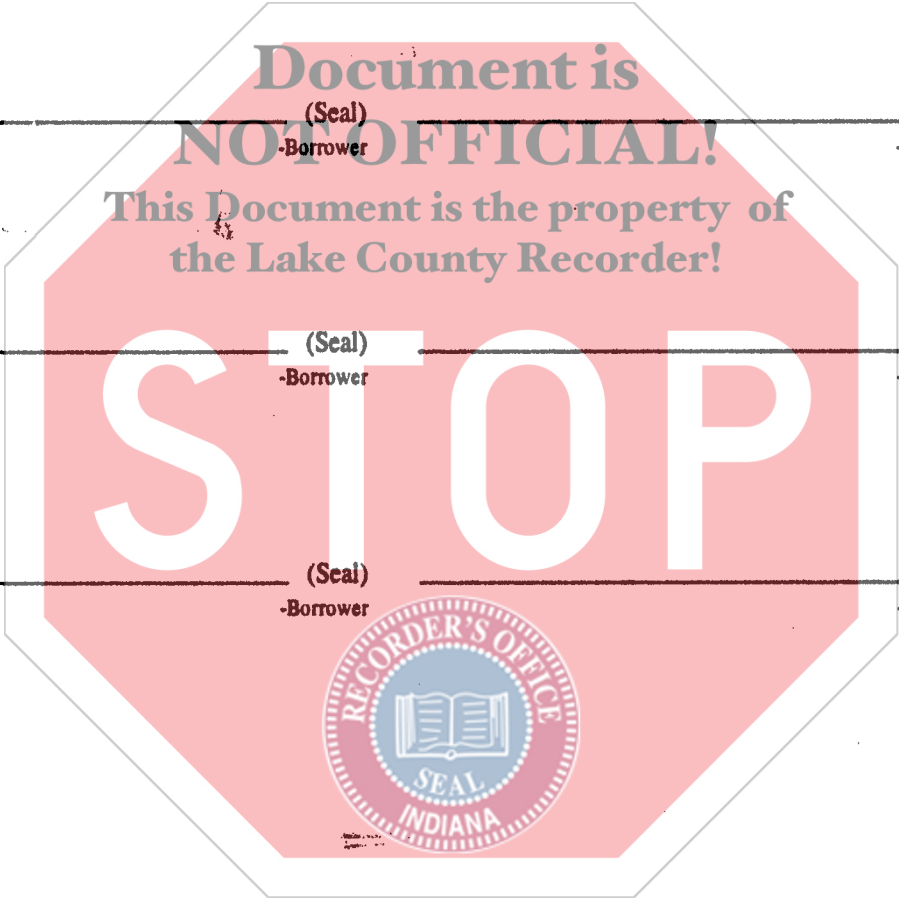 Document is
(Seal)
NOT OFFICIAL!
-Borrower
This Document is the property of
the Lake County Recorder!
(Seal)
STOP
-Borrower
(Seal)
-Borrower
RECORDER'S OFFICE
SEAL
INDIANA